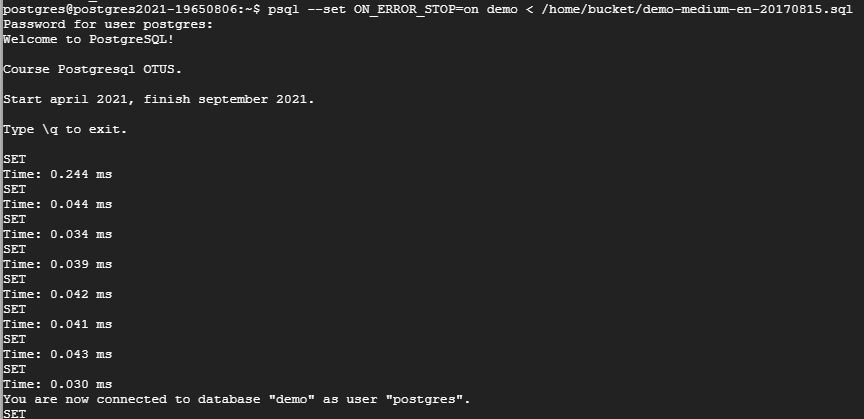 postgres@postgres2021-19650806:~$ psql --set ON_ERROR_STOP=on demo < /home/bucket/demo-medium-en-20170815.sql
Password for user postgres:
Welcome to PostgreSQL!
Course Postgresql OTUS.
Start april 2021, finish september 2021.
Type \q to exit.
SET
Time: 0.244 ms
SET
Time: 0.044 ms
SET
Time: 0.034 ms
SET
Time: 0.039 ms
SET
Time: 0.042 ms
SET
Time: 0.041 ms
SET
Time: 0.043 ms
SET
Time: 0.030 ms
You are now connected to database "demo" as user "postgres".
SET